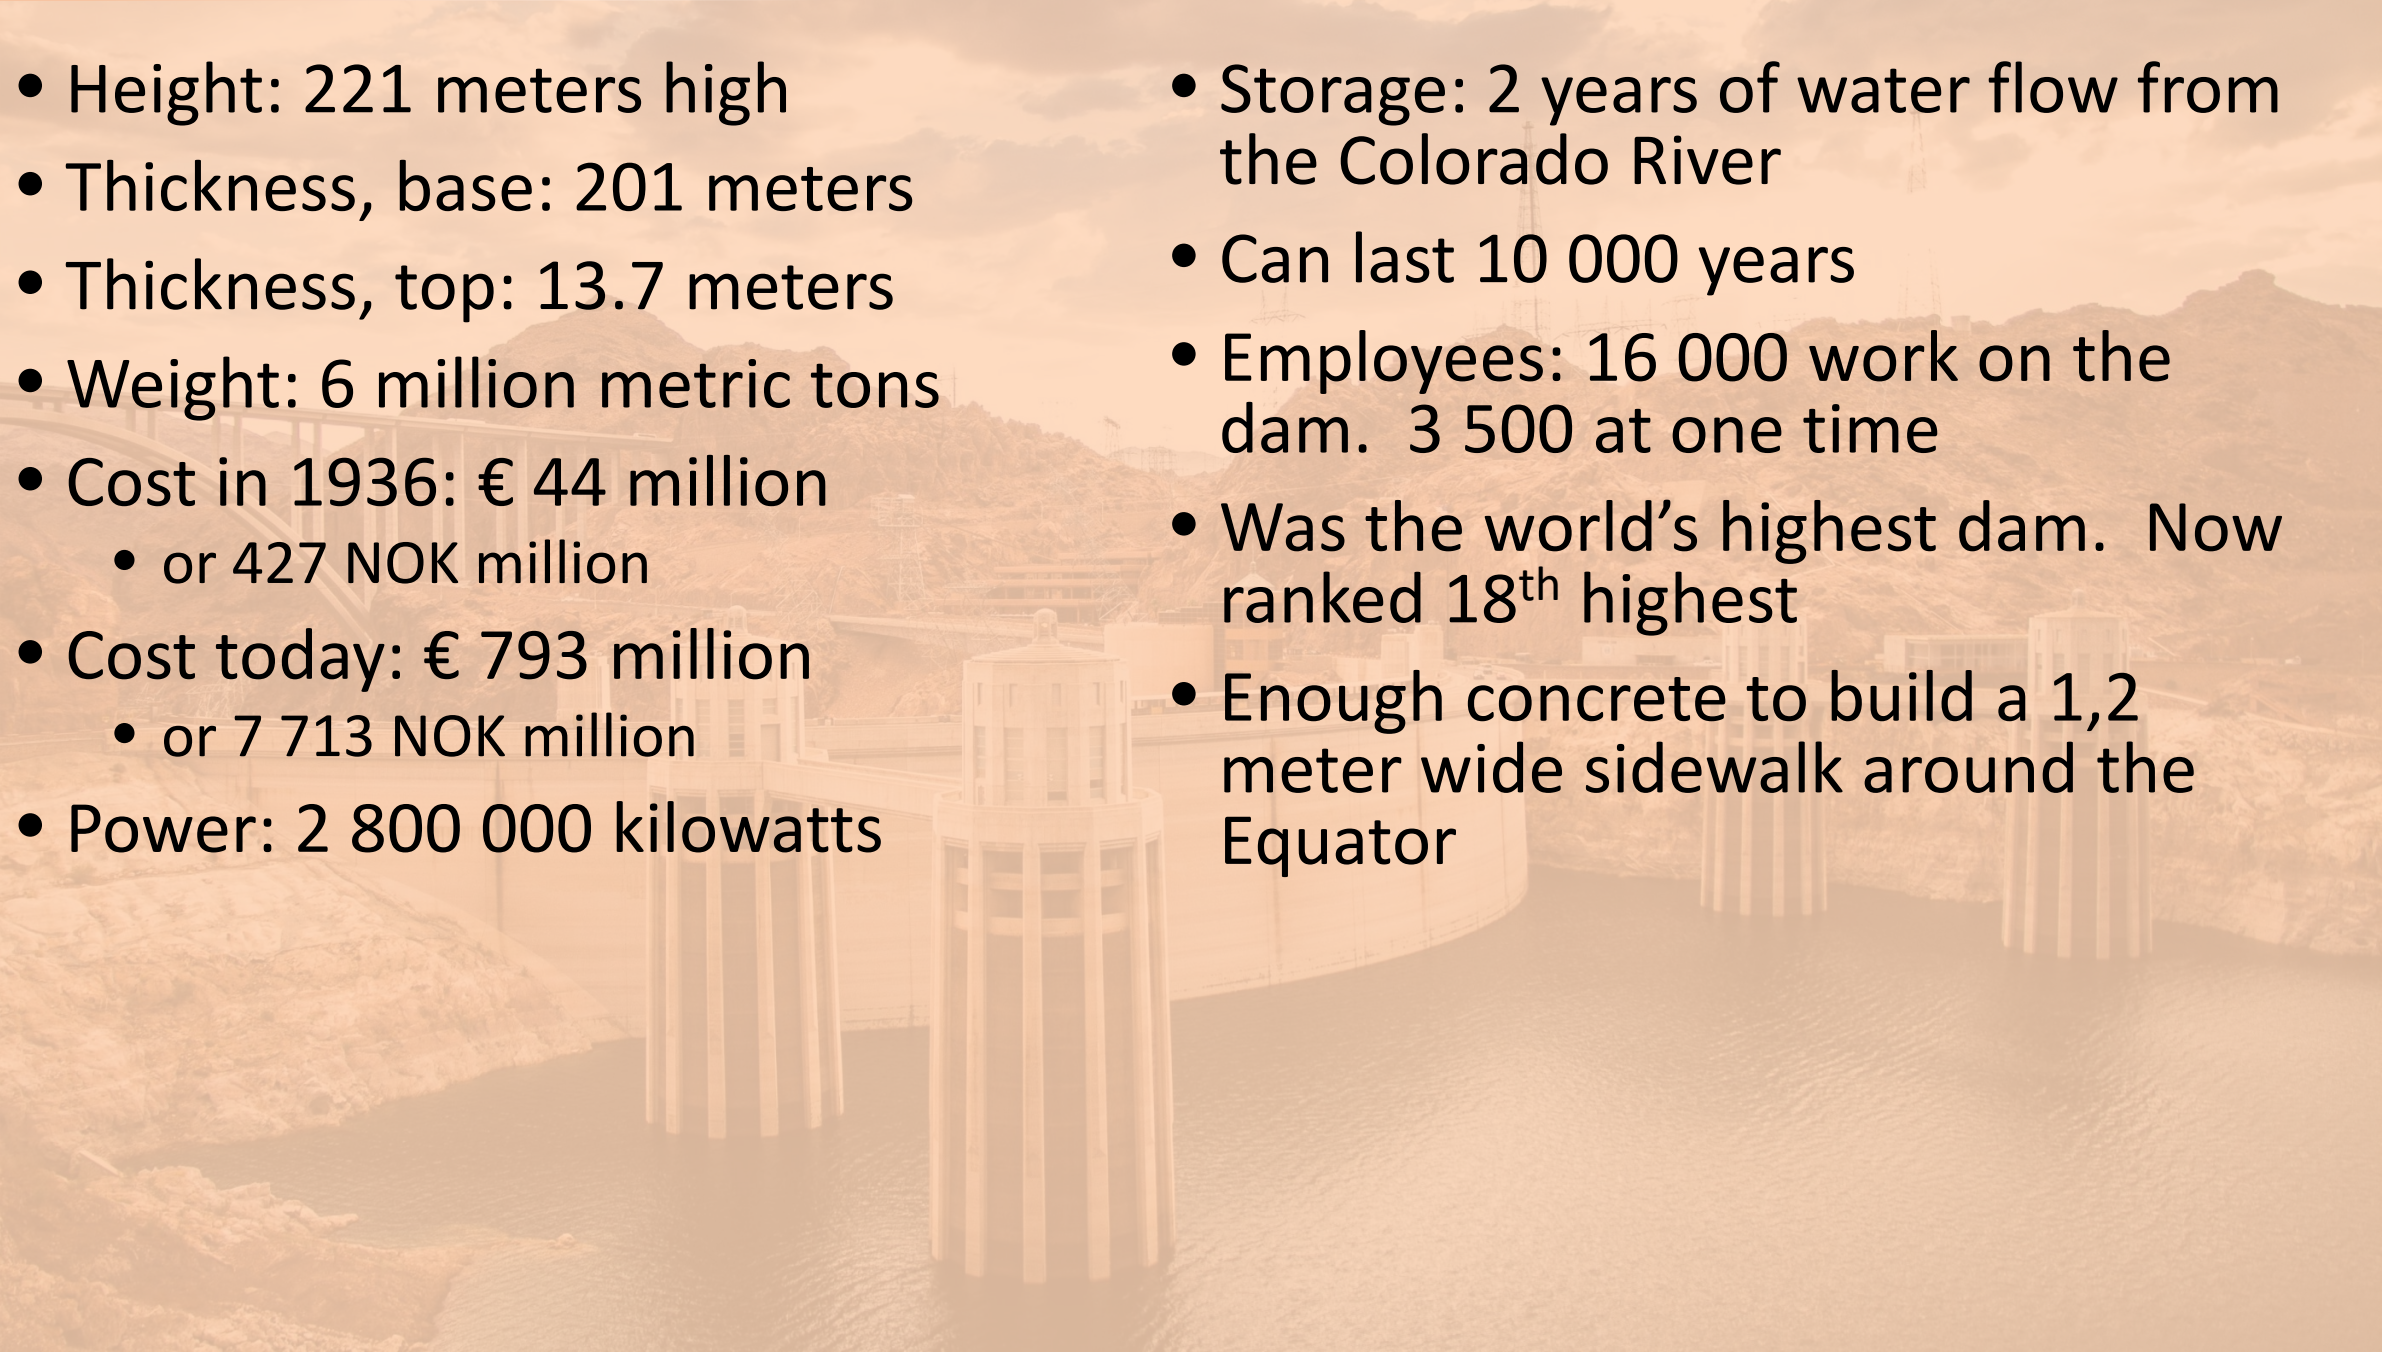 • Height: 221 meters high
• Thickness, base: 201 meters
• Thickness, top: 13.7 meters
• Weight: 6 million metric tons
• Cost in 1936: € 44 million
• or 427 NOK million
• Cost today: € 793 million
• or 7 713 NOK million
• Power: 2 800 000 kilowatts
• Storage: 2 years of water flow from
the Colorado River
• Can last 10 000 years
• Employees: 16 000 work on the
dam.  3 500 at one time
• Was the world’s highest dam.  Now
ranked 18th highest
• Enough concrete to build a 1,2
meter wide sidewalk around the
Equator